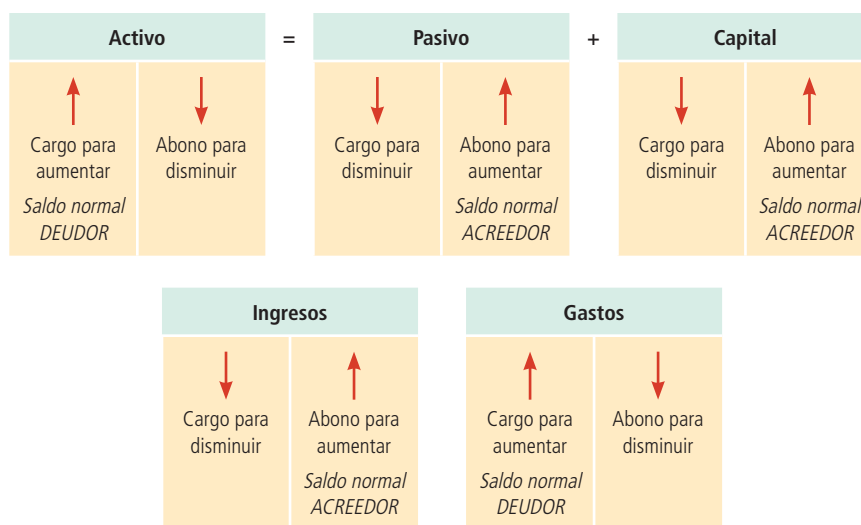 Activo = Pasivo + Capital
Cargo para
aumentar
Saldo normal
DEUDOR
Abono para
disminuir
Cargo para
disminuir
Abono para
aumentar
Saldo normal
ACREEDOR
Cargo para
disminuir
Abono para
aumentar
Saldo normal
ACREEDOR
Ingresos
Cargo para
disminuir
Abono para
aumentar
Saldo normal
ACREEDOR
Gastos
Cargo para
aumentar
Saldo normal
DEUDOR
Abono para
disminuir